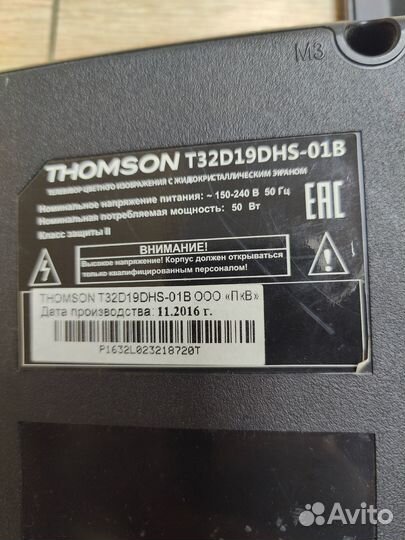 M3
THOMSON T32D19DHS-01B
ТЕЛЕВИЗОР ЦВЕТНОГО ИЗОБРАЖЕНИЯ С ЖИДКОКРИСТАЛЛИЧЕСКИМ ЭКРАНОМ
Номинальное напряжение питания: ~ 150-240 В 50 Гц
Номинальная потребляемая мощность: 50 Вт
Класс защиты II
EAC
ВНИМАНИЕ!
Высокое напряжение! Корпус должен открываться
только квалифицированным персоналом!
THOMSON T32D19DHS-01B ООО «ПкВ»
Дата производства: 11.2016 г.
P1632L023218720T
Avito